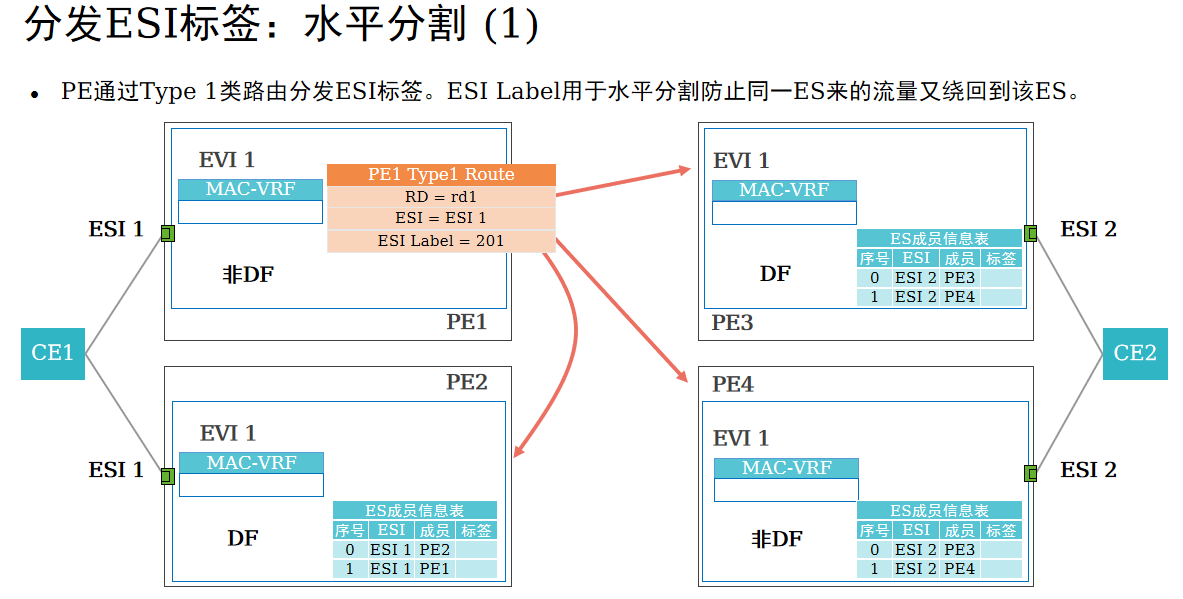 分发ESI标签：水平分割 (1)
• PE通过Type 1类路由分发ESI标签。ESI Label用于水平分割防止同一ES来的流量又绕回到该ES。
EVI 1
MAC-VRF
PE1 Type1 Route
RD = rd1
ESI = ESI 1
ESI Label = 201
ESI 1
非DF
PE1
EVI 1
MAC-VRF
ESI 2
ES成员信息表
序号 ESI 成员 标签
0 ESI 2 PE3
1 ESI 2 PE4
DF
PE3
CE1
CE2
PE2
EVI 1
MAC-VRF
ESI 1
DF
ES成员信息表
序号 ESI 成员 标签
0 ESI 1 PE2
1 ESI 1 PE1
PE4
EVI 1
MAC-VRF
ESI 2
非DF
ES成员信息表
序号 ESI 成员 标签
0 ESI 2 PE3
1 ESI 2 PE4